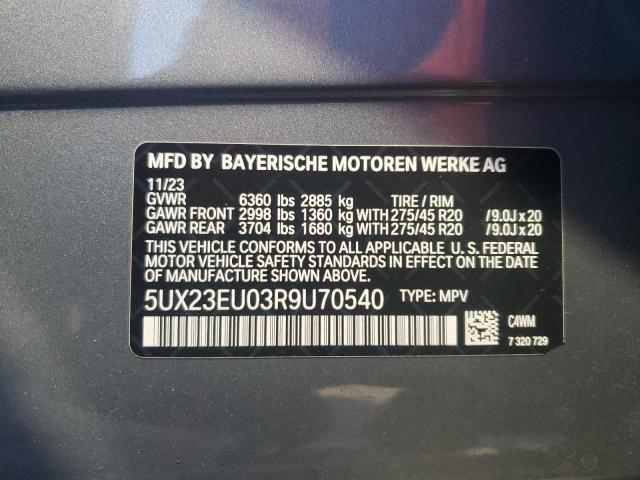 MFD BY BAYERISCHE MOTOREN WERKE AG
11/23
GVWR 6360 lbs 2885 kg TIRE / RIM
GAWR FRONT 2998 lbs 1360 kg WITH 275/45 R20 /9.0J x 20
GAWR REAR 3704 lbs 1680 kg WITH 275/45 R20 /9.0J x 20
THIS VEHICLE CONFORMS TO ALL APPLICABLE U. S. FEDERAL
MOTOR VEHICLE SAFETY STANDARDS IN EFFECT ON THE
DATE OF MANUFACTURE SHOWN ABOVE.
5UX23EU03R9U70540 TYPE: MPV
C4WM
7 320 729